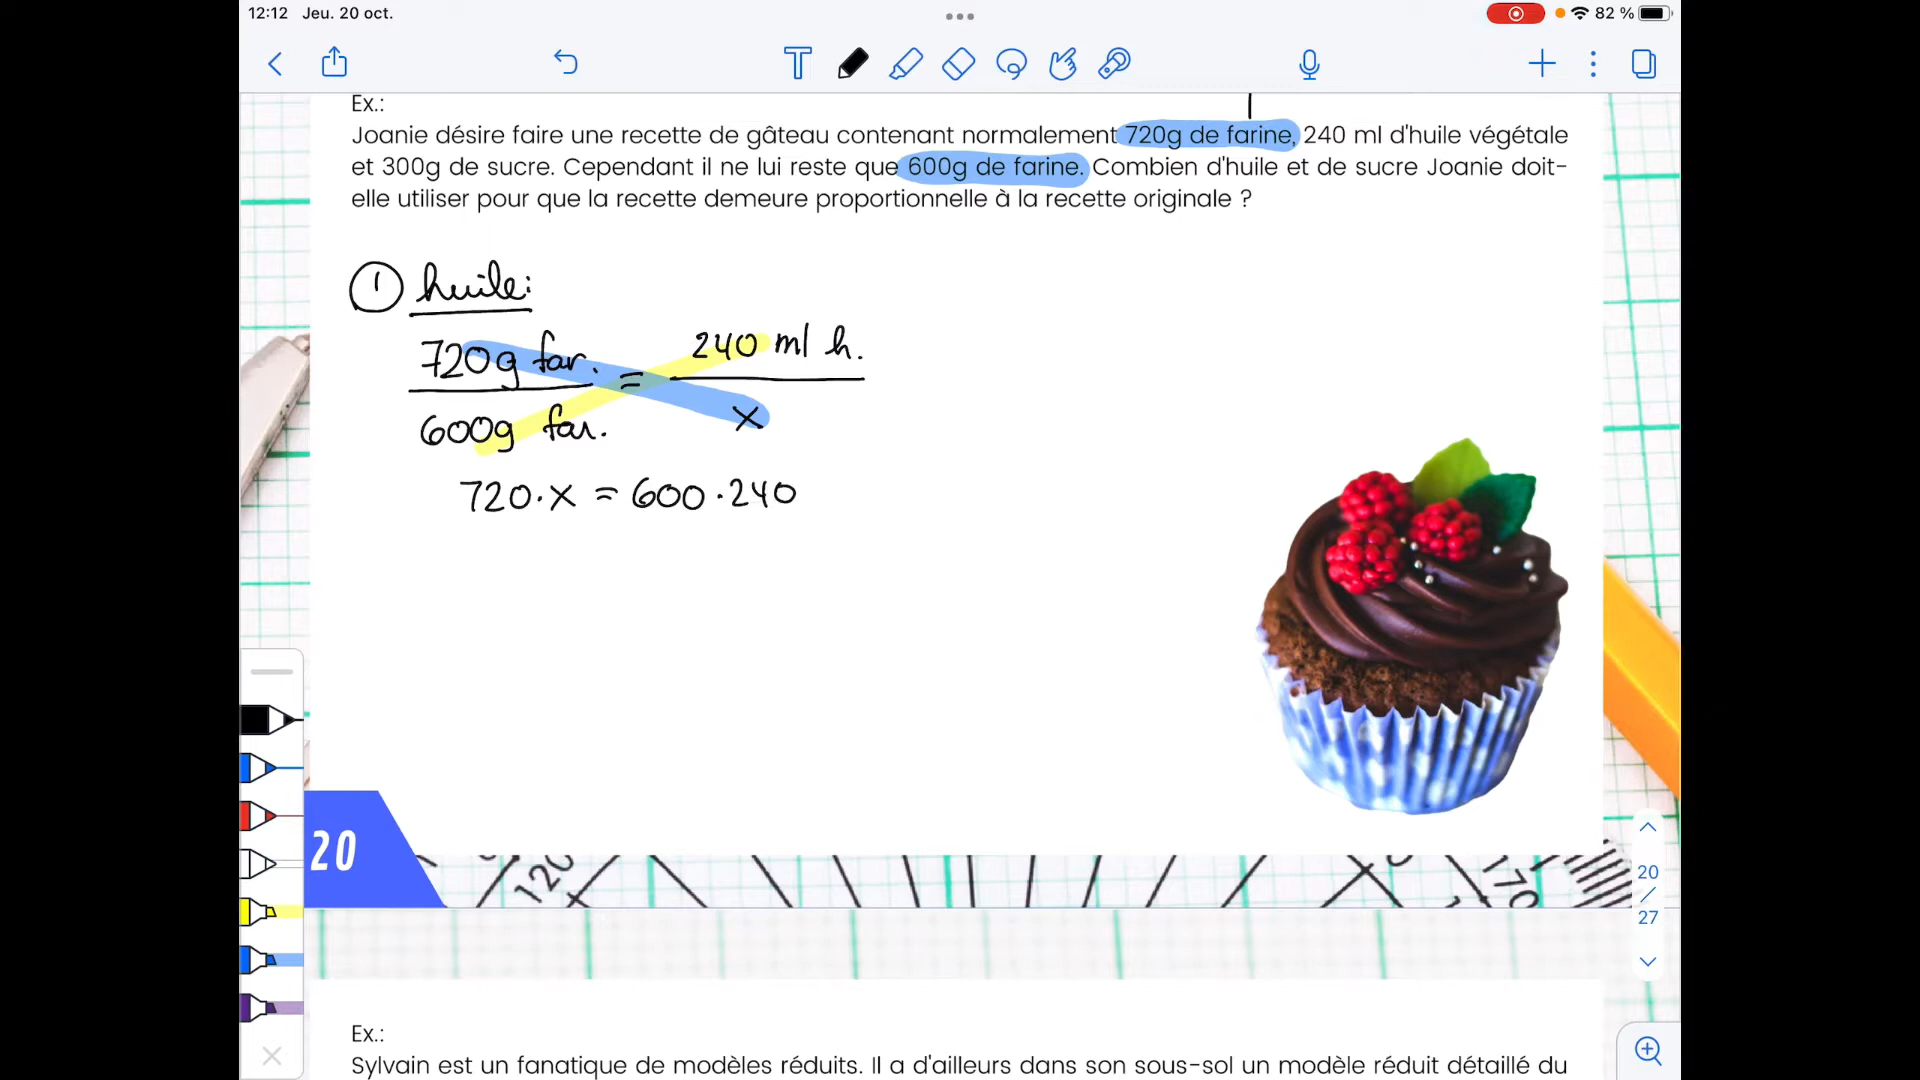 12:12 Jeu. 20 oct.
82 %
Ex.:
Joanie désire faire une recette de gâteau contenant normalement 720g de farine, 240 ml d'huile végétale
et 300g de sucre. Cependant il ne lui reste que 600g de farine. Combien d'huile et de sucre Joanie doit-
elle utiliser pour que la recette demeure proportionnelle à la recette originale ?
1 huile:
720g far. = 240 ml h.
600g far. x
720·x = 600·240
20
120
170
20
/
27
Ex.:
Sylvain est un fanatique de modèles réduits. Il a d'ailleurs dans son sous-sol un modèle réduit détaillé du